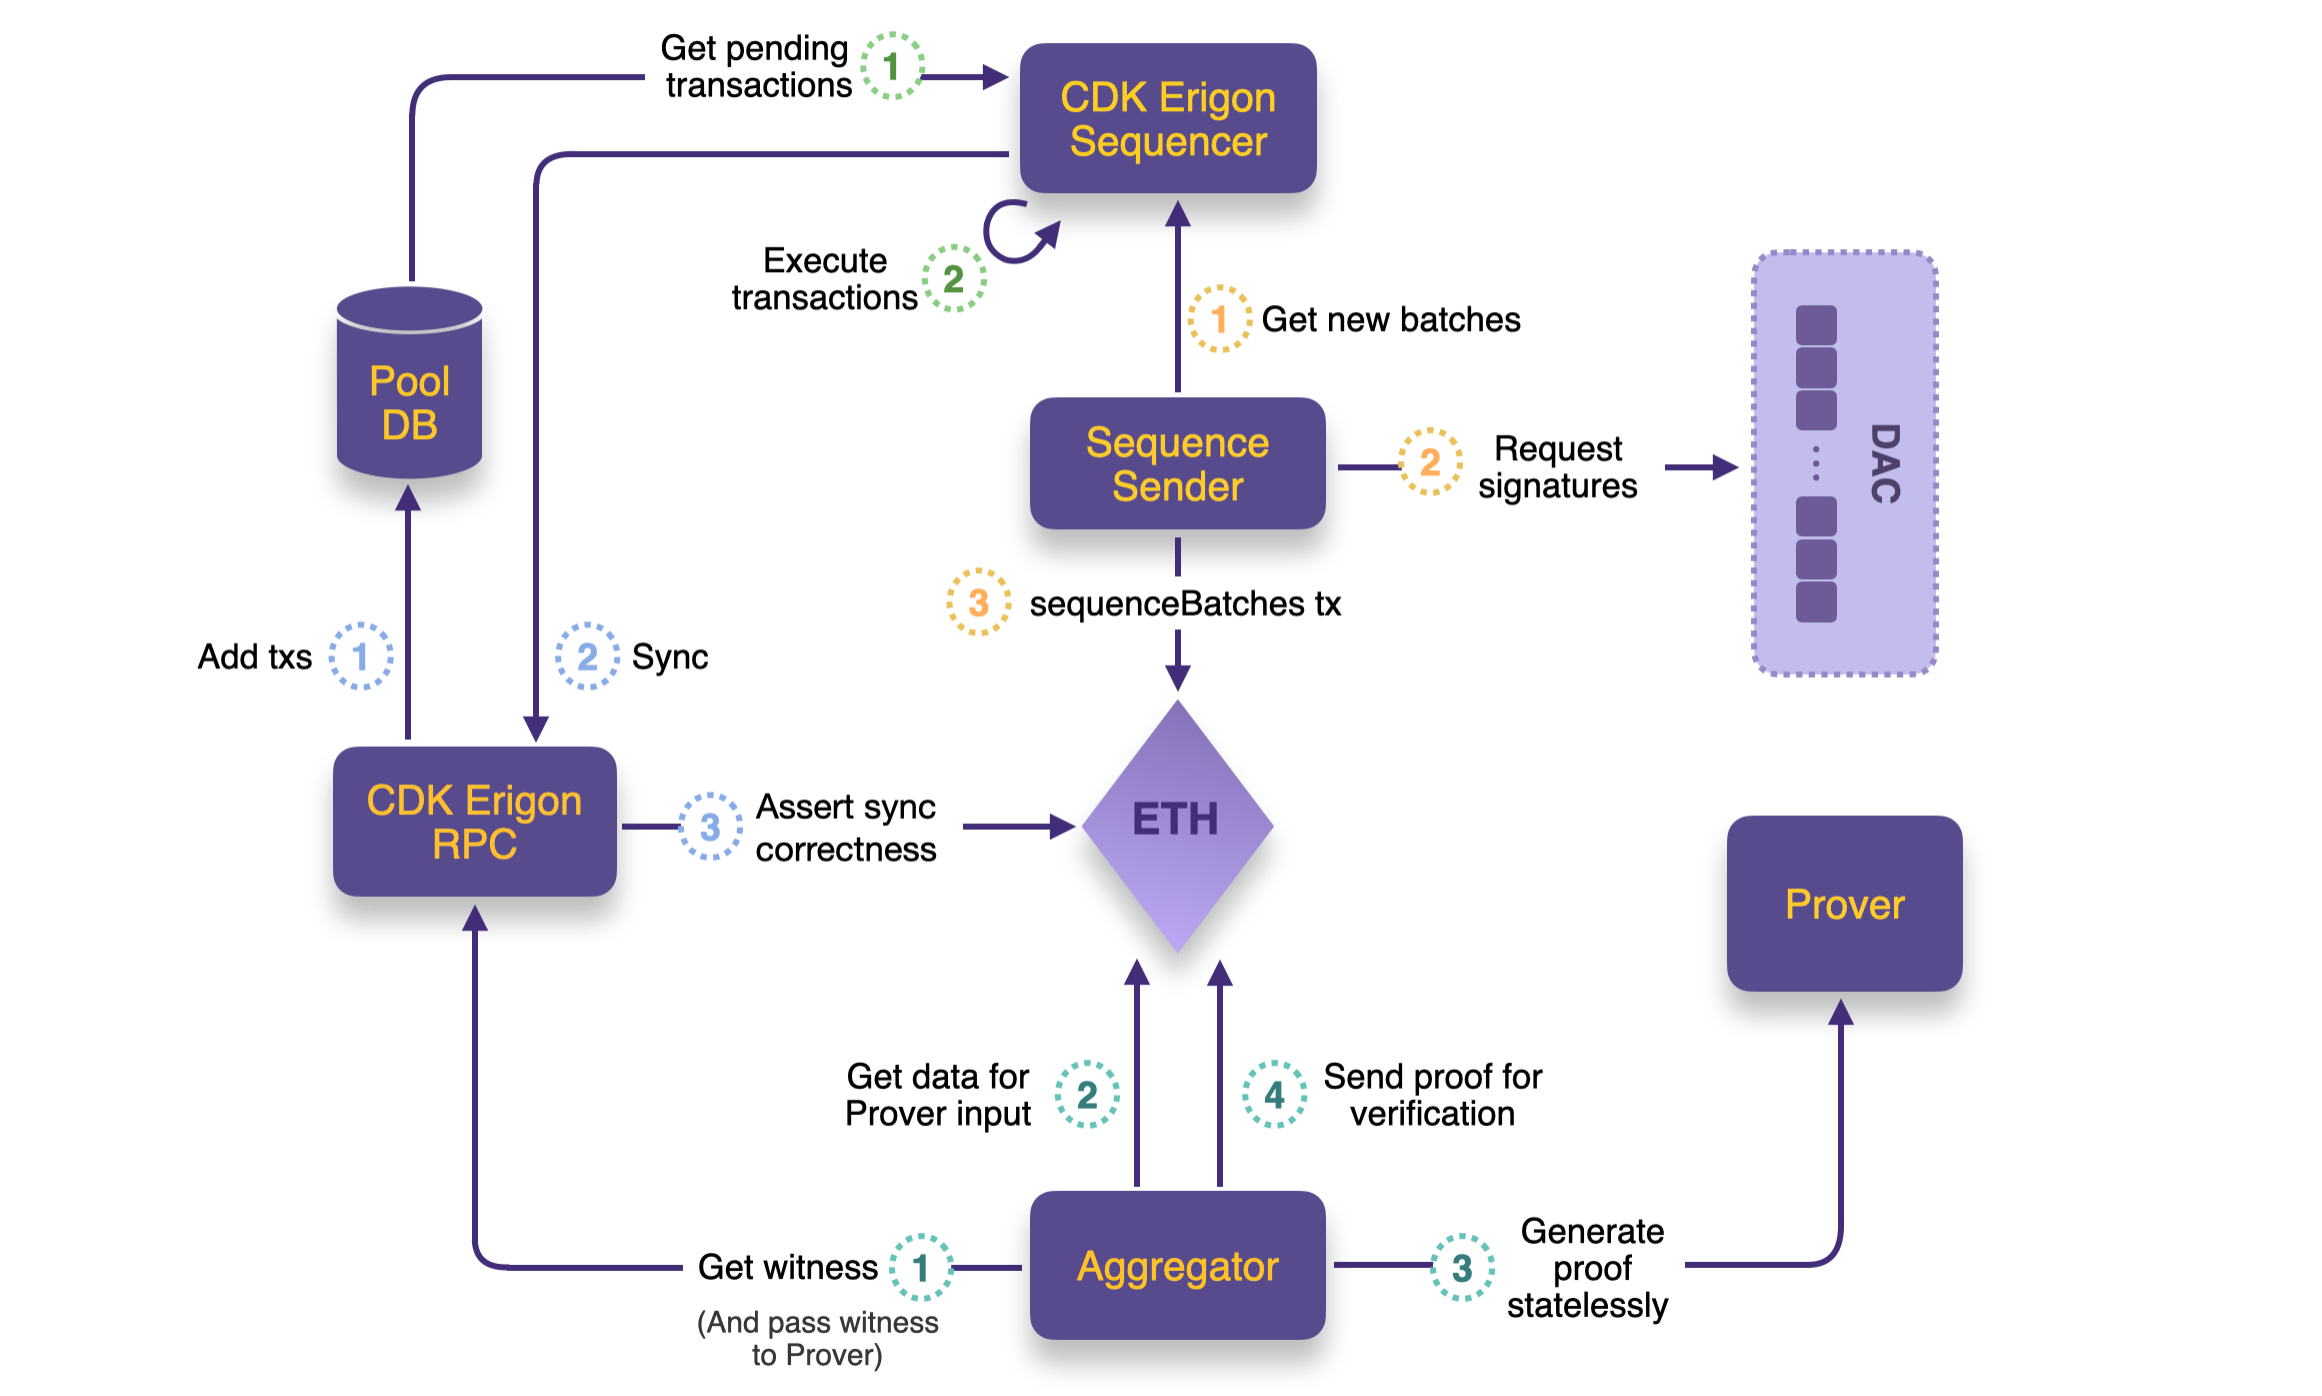 Get pending
transactions
1
CDK Erigon
Sequencer
Execute
transactions
2
1
Get new batches
Pool
DB
Sequence
Sender
2
Request
signatures
DAC
3
sequenceBatches tx
Add txs
1
2
Sync
CDK Erigon
RPC
3
Assert sync
correctness
ETH
Prover
Get data for
Prover input
2
4
Send proof for
verification
Get witness
1
(And pass witness
to Prover)
Aggregator
3
Generate
proof
statelessly